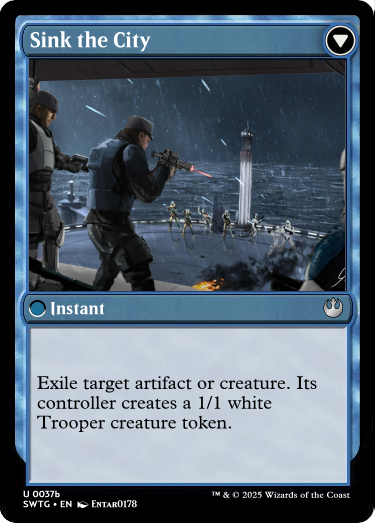 Sink the City
Instant
Exile target artifact or creature. Its
controller creates a 1/1 white
Trooper creature token.
U 0037b
SWTG • EN Entar0178
™ & © 2025 Wizards of the Coast